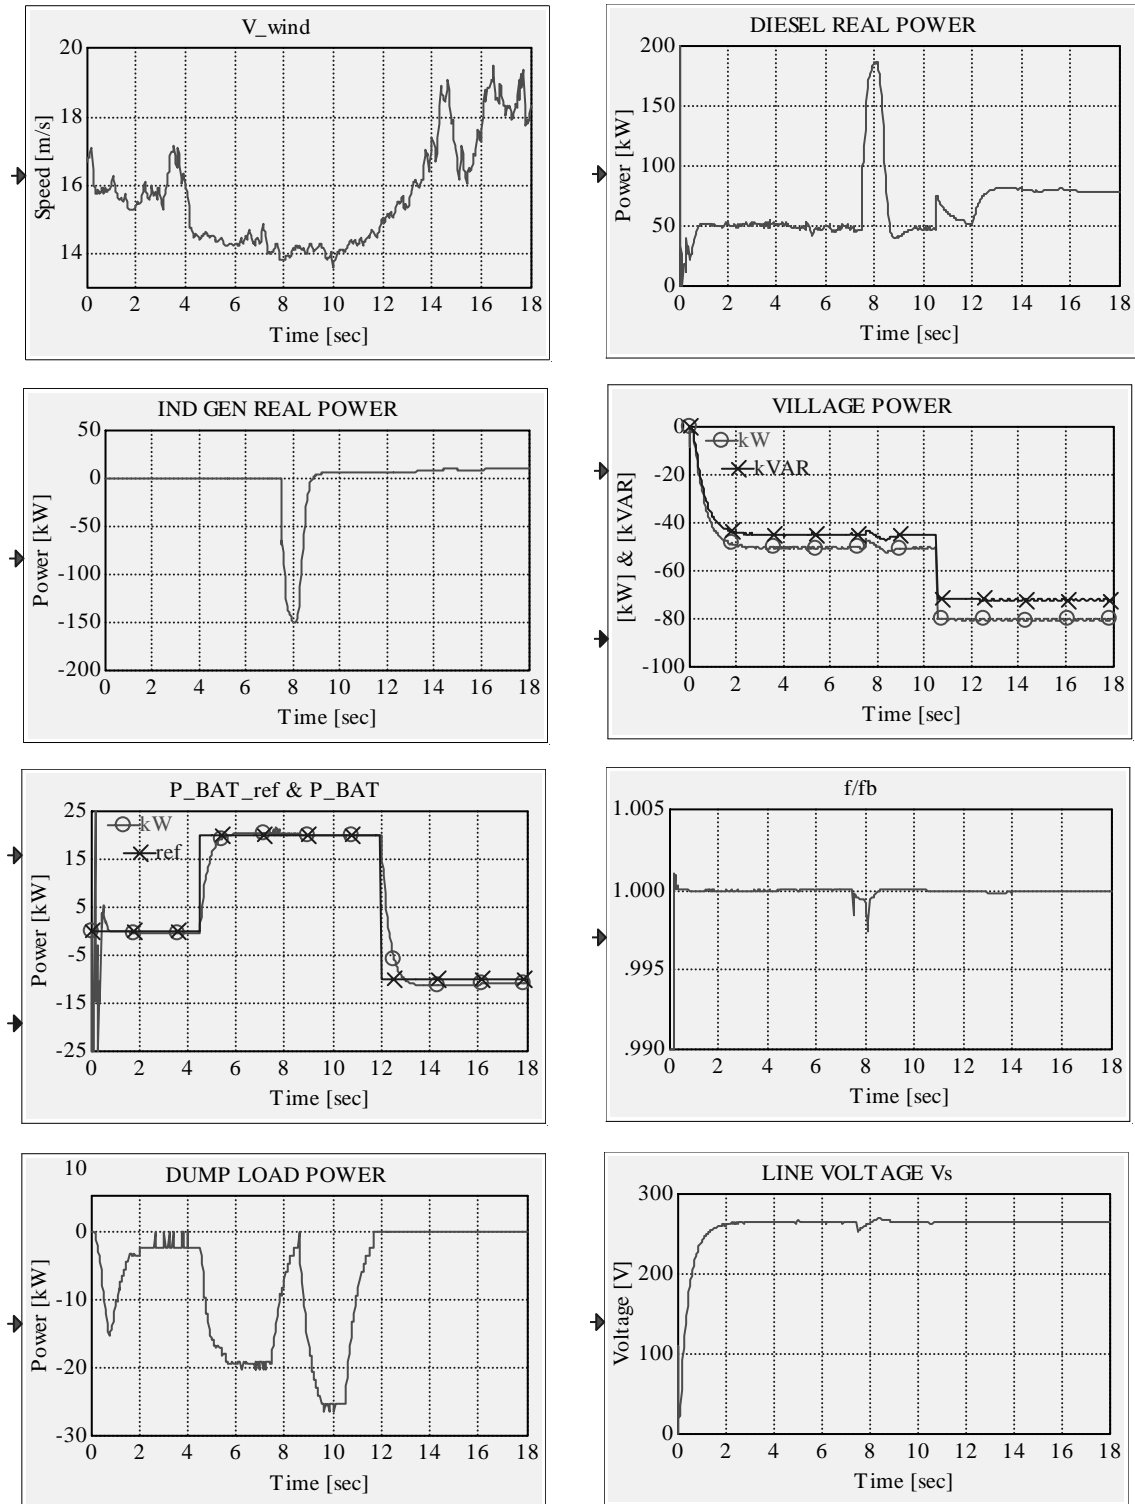 V_wind
20
18
16
14
Speed [m/s]
0 2 4 6 8 10 12 14 16 18
Time [sec]
DIESEL REAL POWER
200
150
100
50
0
Power [kW]
0 2 4 6 8 10 12 14 16 18
Time [sec]
IND GEN REAL POWER
50
0
-50
-100
-150
-200
Power [kW]
0 2 4 6 8 10 12 14 16 18
Time [sec]
VILLAGE POWER
kW
kVAR
0
-20
-40
-60
-80
-100
[kW] & [kVAR]
0 2 4 6 8 10 12 14 16 18
Time [sec]
P_BAT_ref & P_BAT
kW
ref
25
15
5
-5
-15
-25
Power [kW]
0 2 4 6 8 10 12 14 16 18
Time [sec]
f/fb
1.005
1.000
.995
.990
0 2 4 6 8 10 12 14 16 18
Time [sec]
DUMP LOAD POWER
10
0
-10
-20
-30
Power [kW]
0 2 4 6 8 10 12 14 16 18
Time [sec]
LINE VOLTAGE Vs
300
200
100
0
Voltage [V]
0 2 4 6 8 10 12 14 16 18
Time [sec]